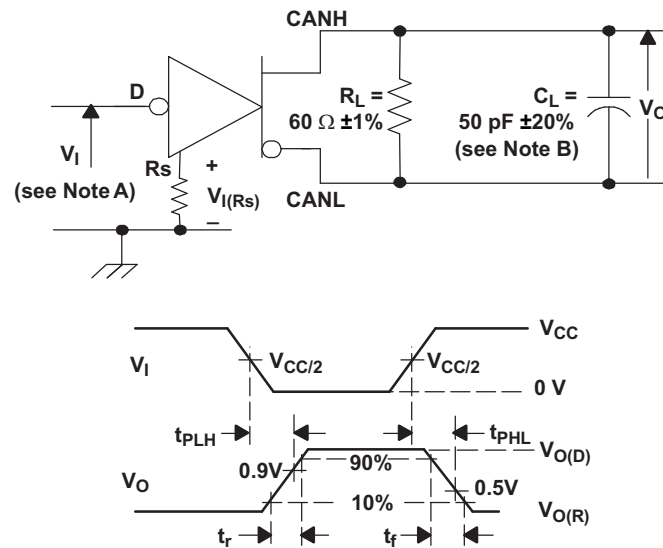 CANH
D
R_L =
60 Ω ±1%
C_L =
50 pF ±20%
(see Note B)
V_O
V_I
(see Note A)
Rs
+
V_I(Rs)
–
CANL
V_CC
V_I
V_CC/2
V_CC/2
0 V
t_PLH
t_PHL
V_O(D)
90%
0.9V
V_O
0.5V
10%
V_O(R)
t_r
t_f